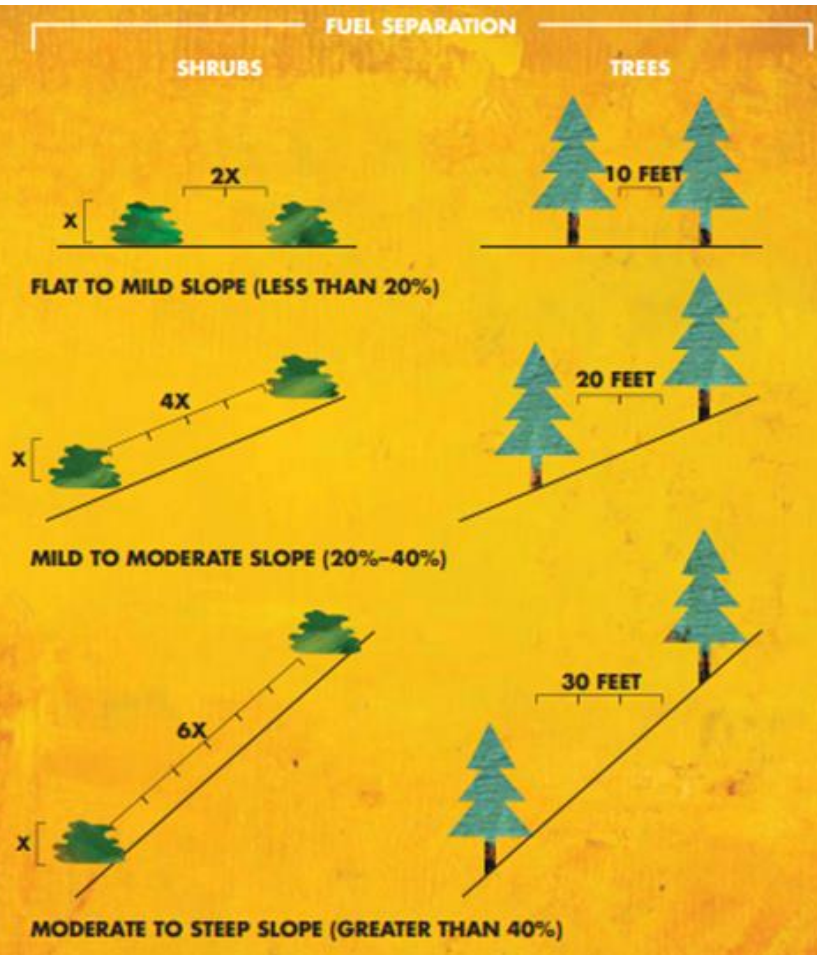 FUEL SEPARATION
SHRUBS
TREES
2X
X
10 FEET
FLAT TO MILD SLOPE (LESS THAN 20%)
4X
X
20 FEET
MILD TO MODERATE SLOPE (20%–40%)
6X
X
30 FEET
MODERATE TO STEEP SLOPE (GREATER THAN 40%)